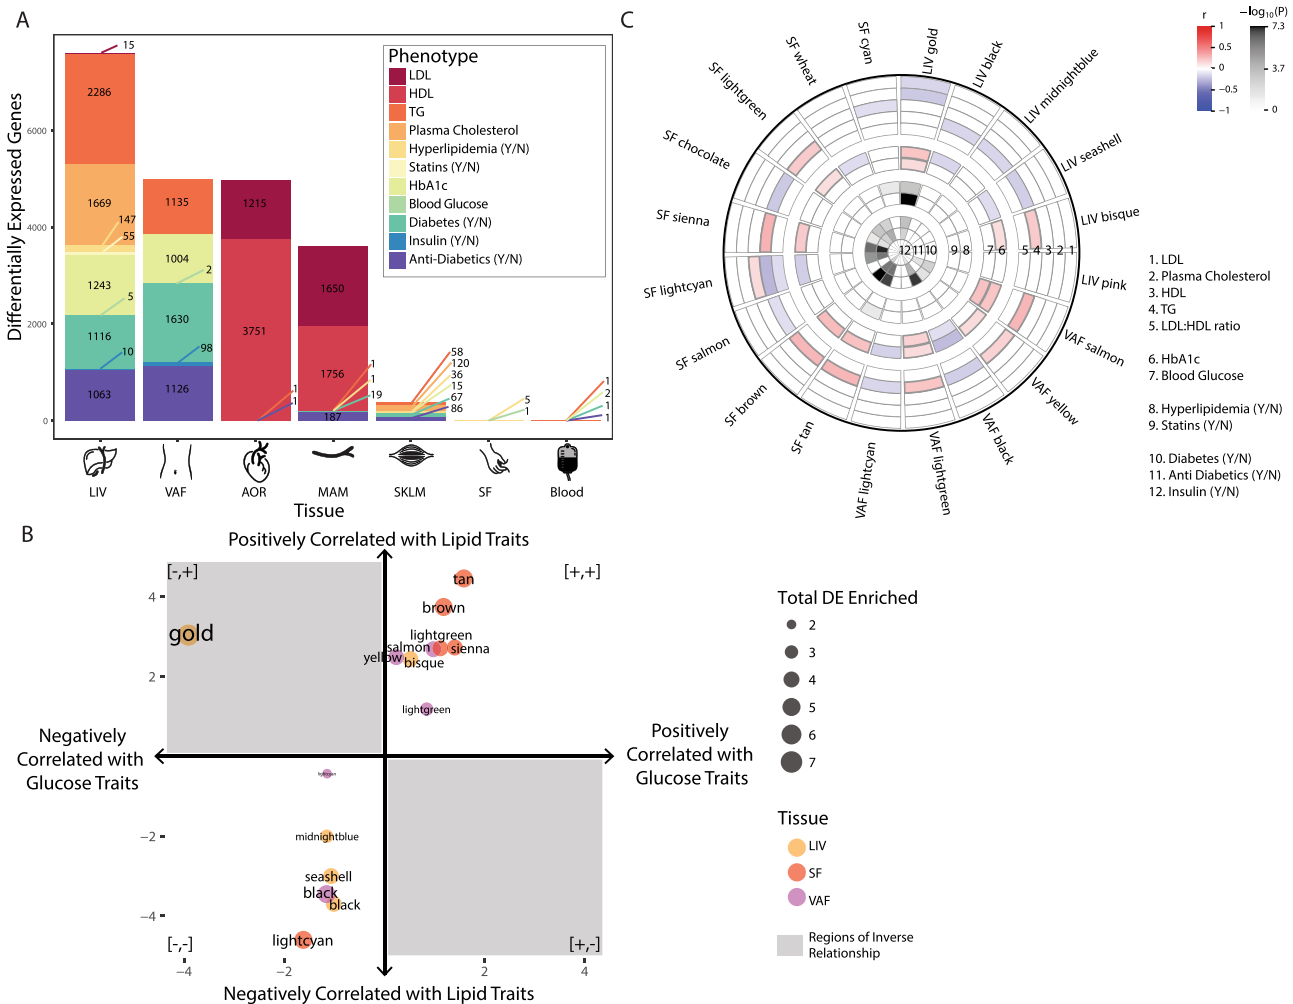 A
Differentially Expressed Genes
6000
4000
2000
0
15
2286
1669
147
55
1243
5
1116
10
1063
1135
1004
2
1630
98
1126
1215
3751
1
1
1650
1756
1
1
19
187
58
120
36
15
67
86
5
1
1
2
1
1
Phenotype
LDL
HDL
TG
Plasma Cholesterol
Hyperlipidemia (Y/N)
Statins (Y/N)
HbA1c
Blood Glucose
Diabetes (Y/N)
Insulin (Y/N)
Anti-Diabetics (Y/N)
LIV
VAF
AOR
MAM
SKLM
SF
Blood
Tissue
C
SF cyan
LIV gold
LIV black
LIV midnightblue
LIV seashell
LIV bisque
LIV pink
VAF salmon
VAF yellow
VAF black
VAF lightgreen
VAF lightcyan
SF tan
SF brown
SF salmon
SF lightcyan
SF sienna
SF chocolate
SF lightgreen
SF wheat
12 11 10 9 8 7 6 5 4 3 2 1
r
1
0.5
0
−0.5
−1
−log₁₀(P)
7.3
3.7
0
1. LDL
2. Plasma Cholesterol
3. HDL
4. TG
5. LDL:HDL ratio
6. HbA1c
7. Blood Glucose
8. Hyperlipidemia (Y/N)
9. Statins (Y/N)
10. Diabetes (Y/N)
11. Anti Diabetics (Y/N)
12. Insulin (Y/N)
B
Positively Correlated with Lipid Traits
[-,+]
[+,+]
4
2
−2
−4
tan
brown
gold
lightgreen
salmon
sienna
yellow
bisque
lightgreen
Negatively
Correlated with
Glucose Traits
Positively
Correlated with
Glucose Traits
lightcyan
midnightblue
seashell
black
black
lightcyan
[-,-]
[+,-]
−4
−2
2
4
Negatively Correlated with Lipid Traits
Total DE Enriched
2
3
4
5
6
7
Tissue
LIV
SF
VAF
Regions of Inverse
Relationship